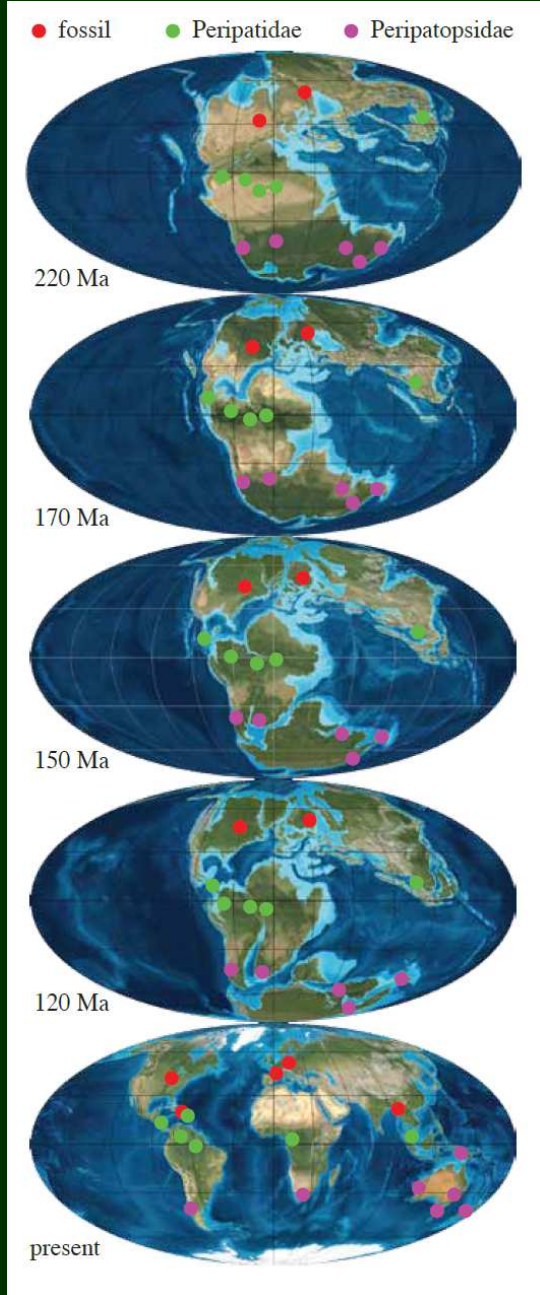 fossil Peripatidae Peripatopsidae
220 Ma
170 Ma
150 Ma
120 Ma
present